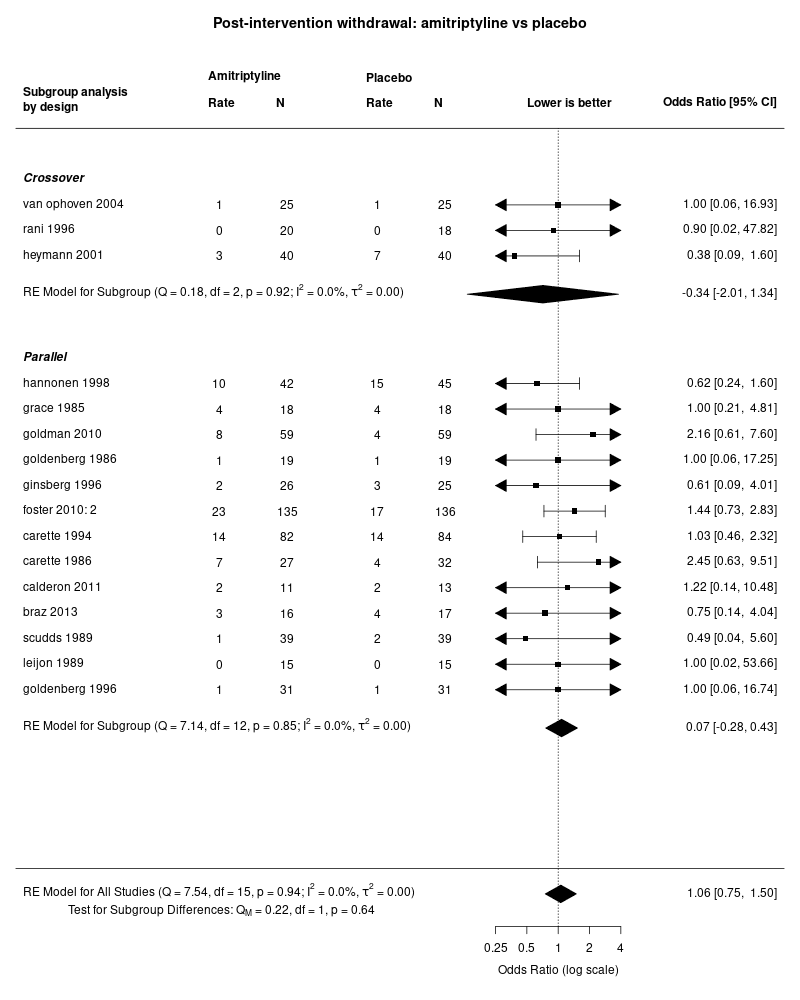 Post-intervention withdrawal: amitriptyline vs placebo
Amitriptyline Placebo
Subgroup analysis
by design
Rate N Rate N Lower is better Odds Ratio [95% CI]
Crossover
van ophoven 2004 1 25 1 25 1.00 [0.06, 16.93]
rani 1996 0 20 0 18 0.90 [0.02, 47.82]
heymann 2001 3 40 7 40 0.38 [0.09, 1.60]
RE Model for Subgroup (Q = 0.18, df = 2, p = 0.92; I² = 0.0%, τ² = 0.00) -0.34 [-2.01, 1.34]
Parallel
hannonen 1998 10 42 15 45 0.62 [0.24, 1.60]
grace 1985 4 18 4 18 1.00 [0.21, 4.81]
goldman 2010 8 59 4 59 2.16 [0.61, 7.60]
goldenberg 1986 1 19 1 19 1.00 [0.06, 17.25]
ginsberg 1996 2 26 3 25 0.61 [0.09, 4.01]
foster 2010: 2 23 135 17 136 1.44 [0.73, 2.83]
carette 1994 14 82 14 84 1.03 [0.46, 2.32]
carette 1986 7 27 4 32 2.45 [0.63, 9.51]
calderon 2011 2 11 2 13 1.22 [0.14, 10.48]
braz 2013 3 16 4 17 0.75 [0.14, 4.04]
scudds 1989 1 39 2 39 0.49 [0.04, 5.60]
leijon 1989 0 15 0 15 1.00 [0.02, 53.66]
goldenberg 1996 1 31 1 31 1.00 [0.06, 16.74]
RE Model for Subgroup (Q = 7.14, df = 12, p = 0.85; I² = 0.0%, τ² = 0.00) 0.07 [-0.28, 0.43]
RE Model for All Studies (Q = 7.54, df = 15, p = 0.94; I² = 0.0%, τ² = 0.00) 1.06 [0.75, 1.50]
Test for Subgroup Differences: Q_M = 0.22, df = 1, p = 0.64
0.25 0.5 1 2 4
Odds Ratio (log scale)